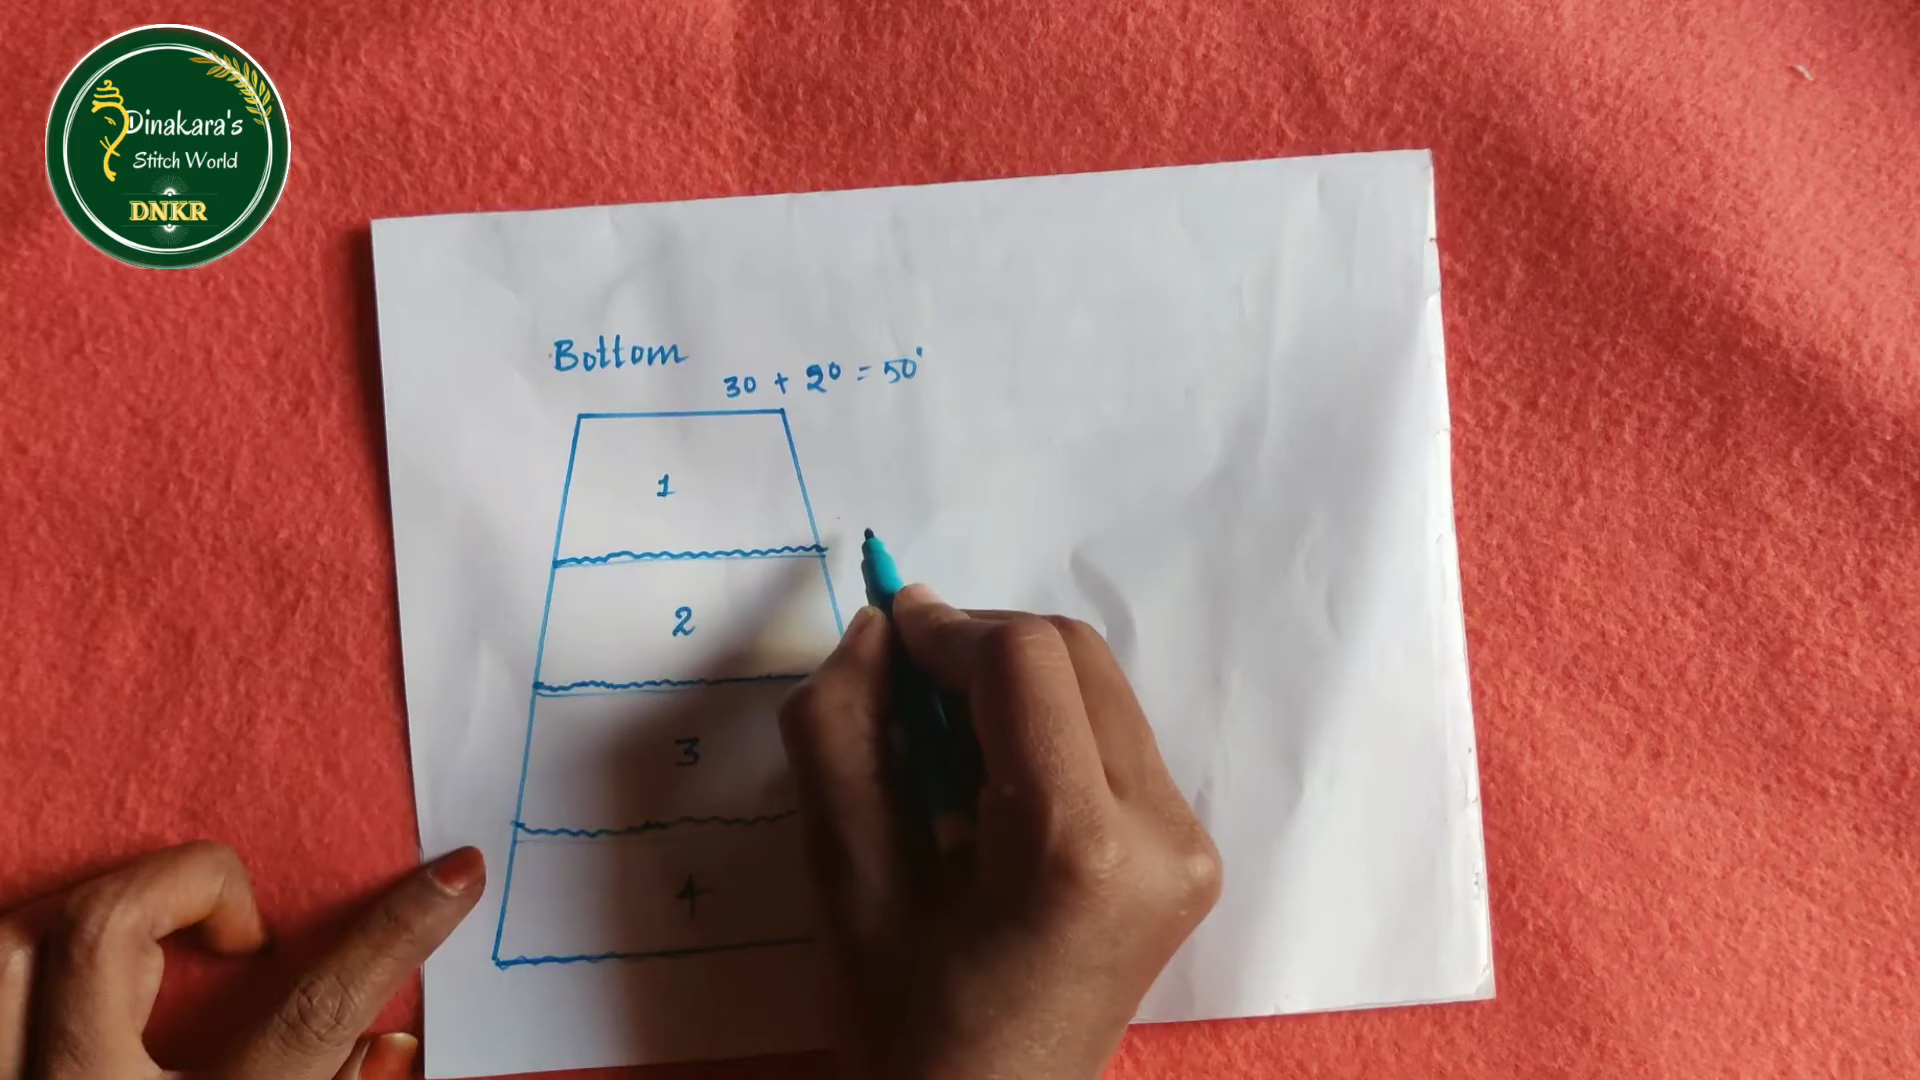 Dinakara's
Stitch World
DNKR
Bottom
30 + 20 = 50"
1
2
3
4